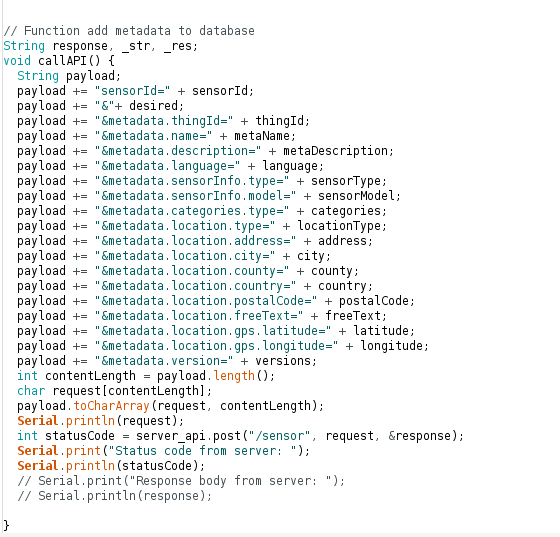 // Function add metadata to database
String response, _str, _res;
void callAPI() {
  String payload;
  payload += "sensorId=" + sensorId;
  payload += "&"+ desired;
  payload += "&metadata.thingId=" + thingId;
  payload += "&metadata.name=" + metaName;
  payload += "&metadata.description=" + metaDescription;
  payload += "&metadata.language=" + language;
  payload += "&metadata.sensorInfo.type=" + sensorType;
  payload += "&metadata.sensorInfo.model=" + sensorModel;
  payload += "&metadata.categories.type=" + categories;
  payload += "&metadata.location.type=" + locationType;
  payload += "&metadata.location.address=" + address;
  payload += "&metadata.location.city=" + city;
  payload += "&metadata.location.county=" + county;
  payload += "&metadata.location.country=" + country;
  payload += "&metadata.location.postalCode=" + postalCode;
  payload += "&metadata.location.freeText=" + freeText;
  payload += "&metadata.location.gps.latitude=" + latitude;
  payload += "&metadata.location.gps.longitude=" + longitude;
  payload += "&metadata.version=" + versions;
  int contentLength = payload.length();
  char request[contentLength];
  payload.toCharArray(request, contentLength);
  Serial.println(request);
  int statusCode = server_api.post("/sensor", request, &response);
  Serial.print("Status code from server: ");
  Serial.println(statusCode);
  // Serial.print("Response body from server: ");
  // Serial.println(response);
}